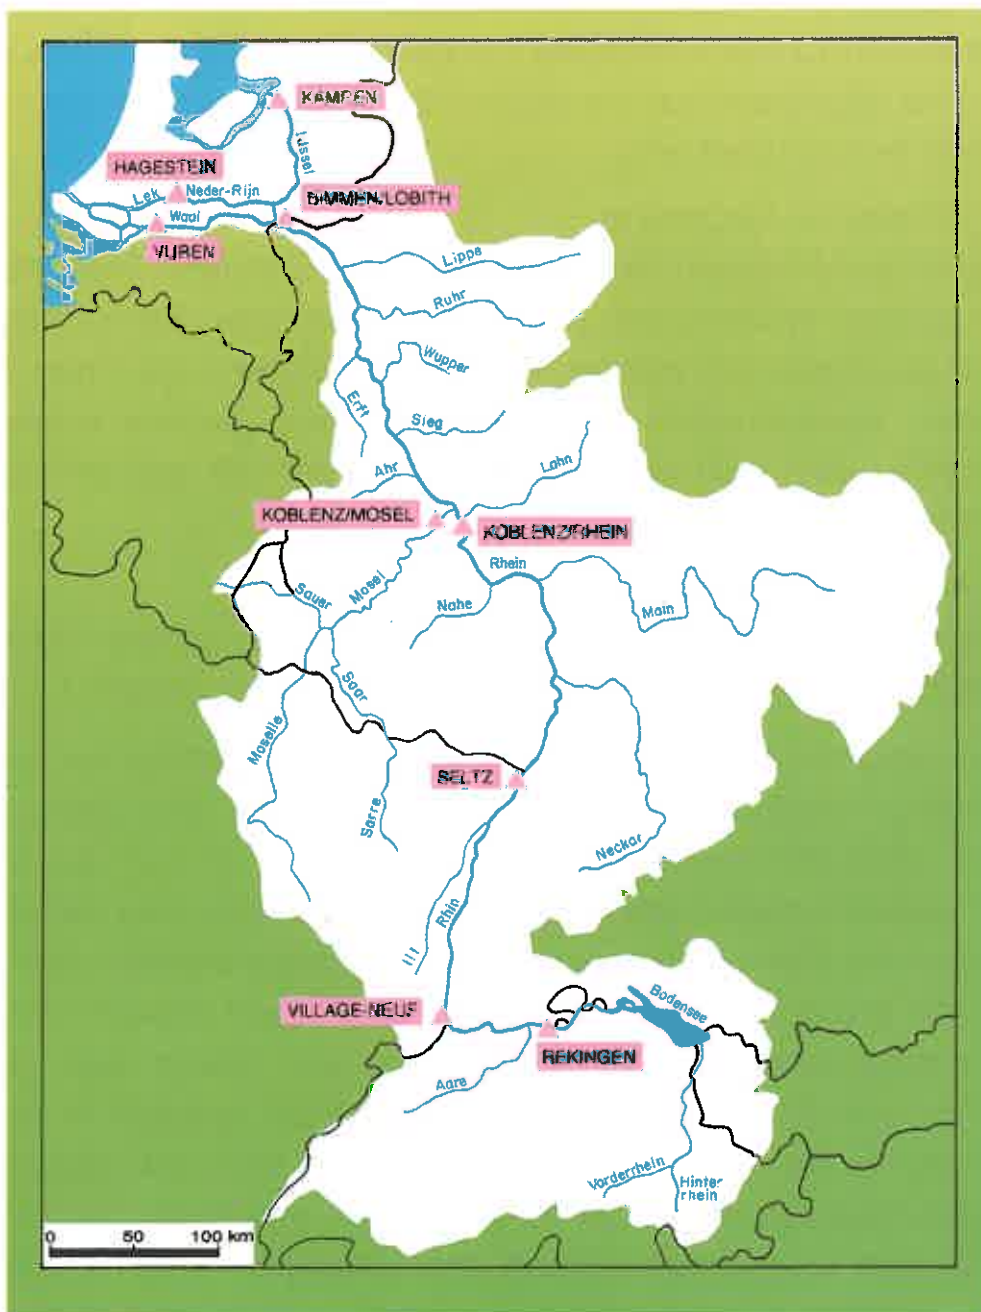 KAMPEN
IJssel
HAGESTEIN
Lek
Neder-Rijn
BIMMEN/LOBITH
Waal
VUREN
Lippe
Ruhr
Wupper
Erft
Sieg
Ahr
Lahn
KOBLENZ/MOSEL
KOBLENZ/RHEIN
Rhein
Mosel
Sauer
Nahe
Main
Saar
Moselle
SELTZ
Sarre
Neckar
Rhin
Ill
Bodensee
VILLAGE-NEUF
REKINGEN
Aare
Vorderrhein
Hinter
rhein
0 50 100 km